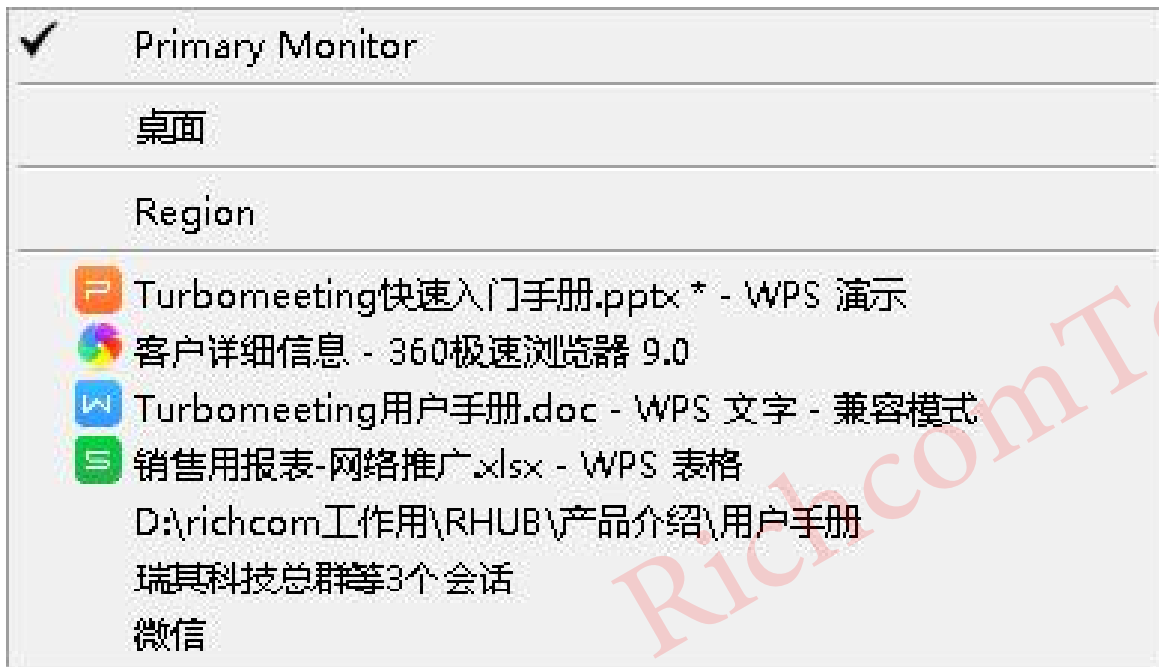 Primary Monitor
桌面
Region
Turbomeeting快速入门手册.pptx * - WPS 演示
客户详细信息 - 360极速浏览器 9.0
Turbomeeting用户手册.doc - WPS 文字 - 兼容模式
销售用报表-网络推广.xlsx - WPS 表格
D:\richcom工作用\RHUB\产品介绍\用户手册
瑞其科技总群等3个会话
微信